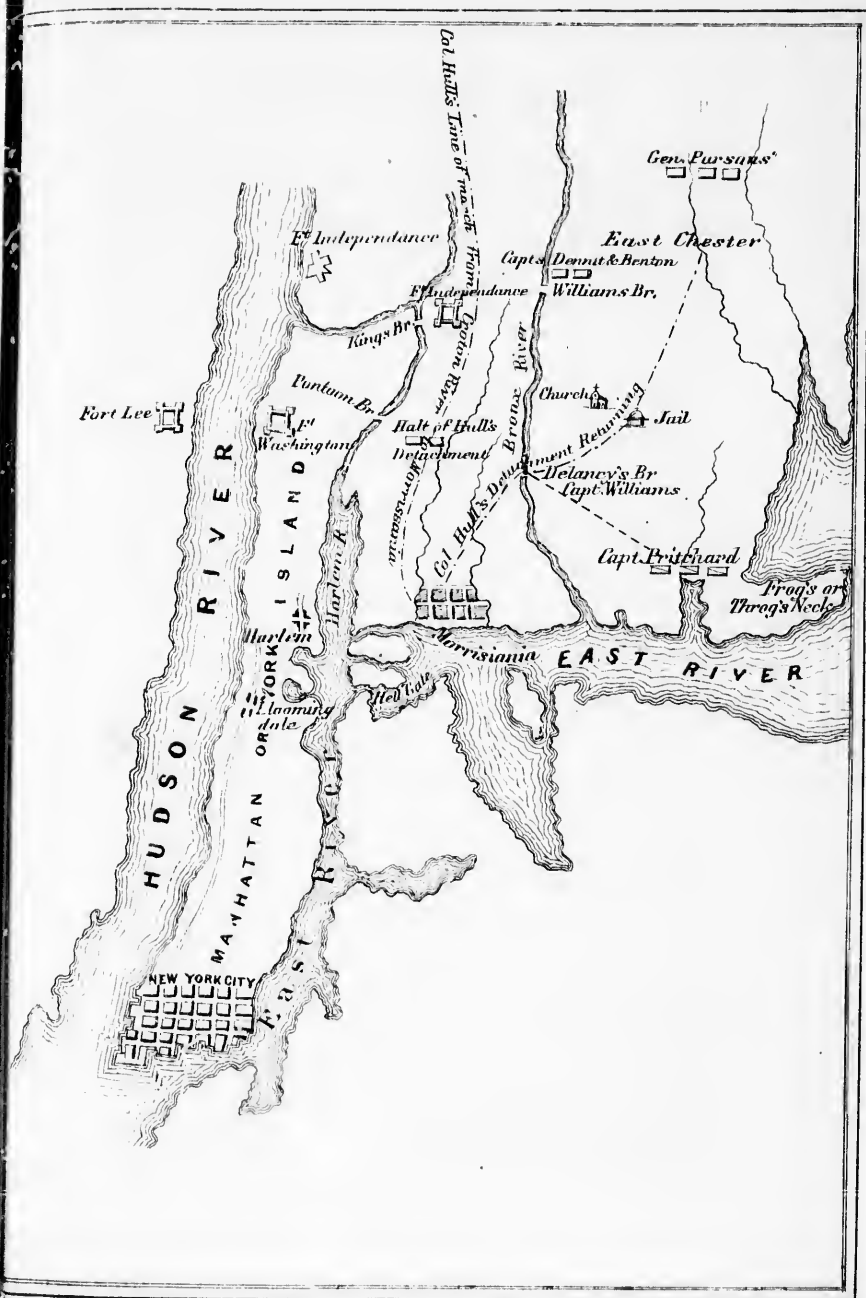 Col. Hull's Line of march from Croton River to Morrissania
Gen. Parsons'
East Chester
Ft Independance
Capts Dennit & Benton
Williams Br.
Ft Independance
Kings Br
Pontoon Br
Bronx River
Church
Jail
Fort Lee
Ft
Washington
Halt of Hull's
Detachment
Col Hull's Detachment Returning
Delancy's Br
Capt. Williams
Capt. Pritchard
Frog's or
Throg's Neck
HUDSON RIVER
MANHATTAN OR YORK ISLAND
Harlem R.
Harlem
Morrisiania
EAST RIVER
Hell Gate
Blooming
dale
East River
NEW YORK CITY